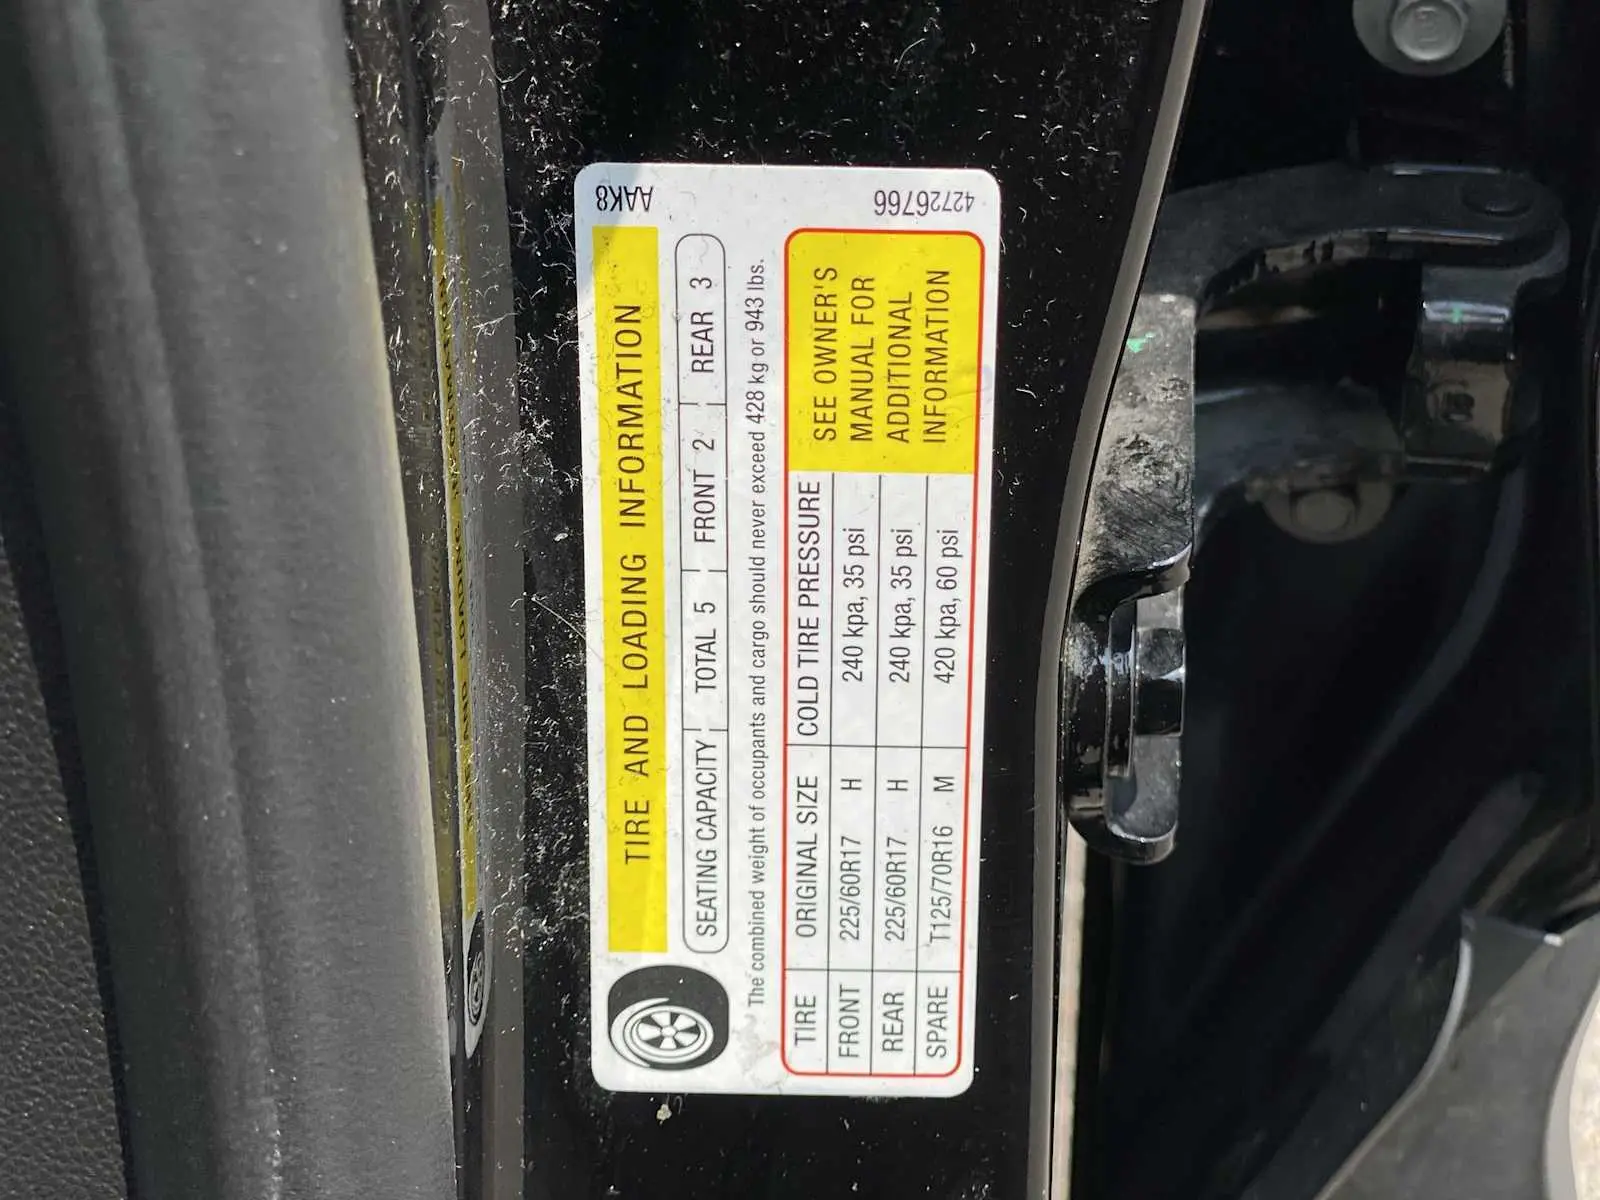 AAK8
42726766
TIRE AND LOADING INFORMATION
SEATING CAPACITY TOTAL 5 FRONT 2 REAR 3
The combined weight of occupants and cargo should never exceed 428 kg or 943 lbs.
TIRE ORIGINAL SIZE COLD TIRE PRESSURE
FRONT 225/60R17 H 240 kpa, 35 psi
REAR 225/60R17 H 240 kpa, 35 psi
SPARE T125/70R16 M 420 kpa, 60 psi
SEE OWNER'S
MANUAL FOR
ADDITIONAL
INFORMATION